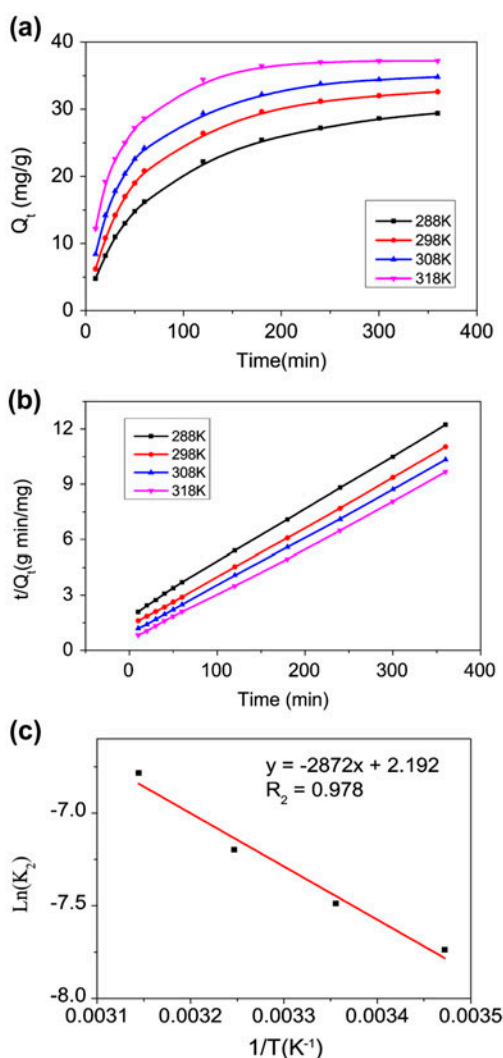 (a)
40
30
20
10
0
Qt (mg/g)
288K
298K
308K
318K
0 100 200 300 400
Time(min)
(b)
12
9
6
3
0
t/Qt(g min/mg)
288K
298K
308K
318K
0 100 200 300 400
Time (min)
(c)
y = -2872x + 2.192
R2 = 0.978
-7.0
-7.5
-8.0
Ln(K2)
0.0031 0.0032 0.0033 0.0034 0.0035
1/T(K-1)